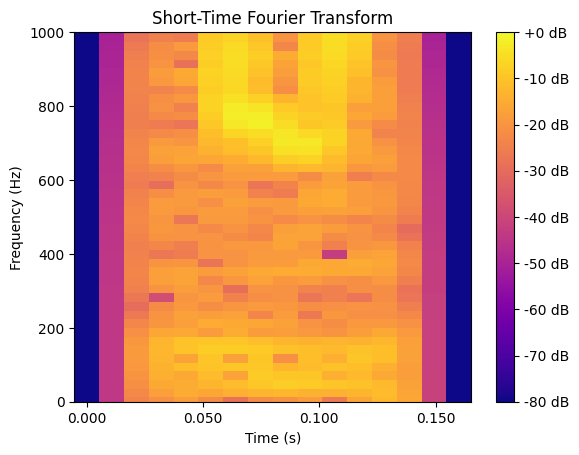 Short-Time Fourier Transform
1000
800
600
400
200
0
Frequency (Hz)
0.000
0.050
0.100
0.150
Time (s)
+0 dB
-10 dB
-20 dB
-30 dB
-40 dB
-50 dB
-60 dB
-70 dB
-80 dB